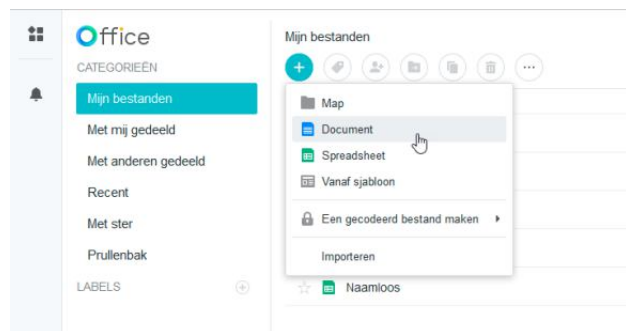 Office
CATEGORIEËN
Mijn bestanden
Met mij gedeeld
Met anderen gedeeld
Recent
Met ster
Prullenbak
LABELS
Mijn bestanden
Map
Document
Spreadsheet
Vanaf sjabloon
Een gecodeerd bestand maken
Importeren
Naamloos